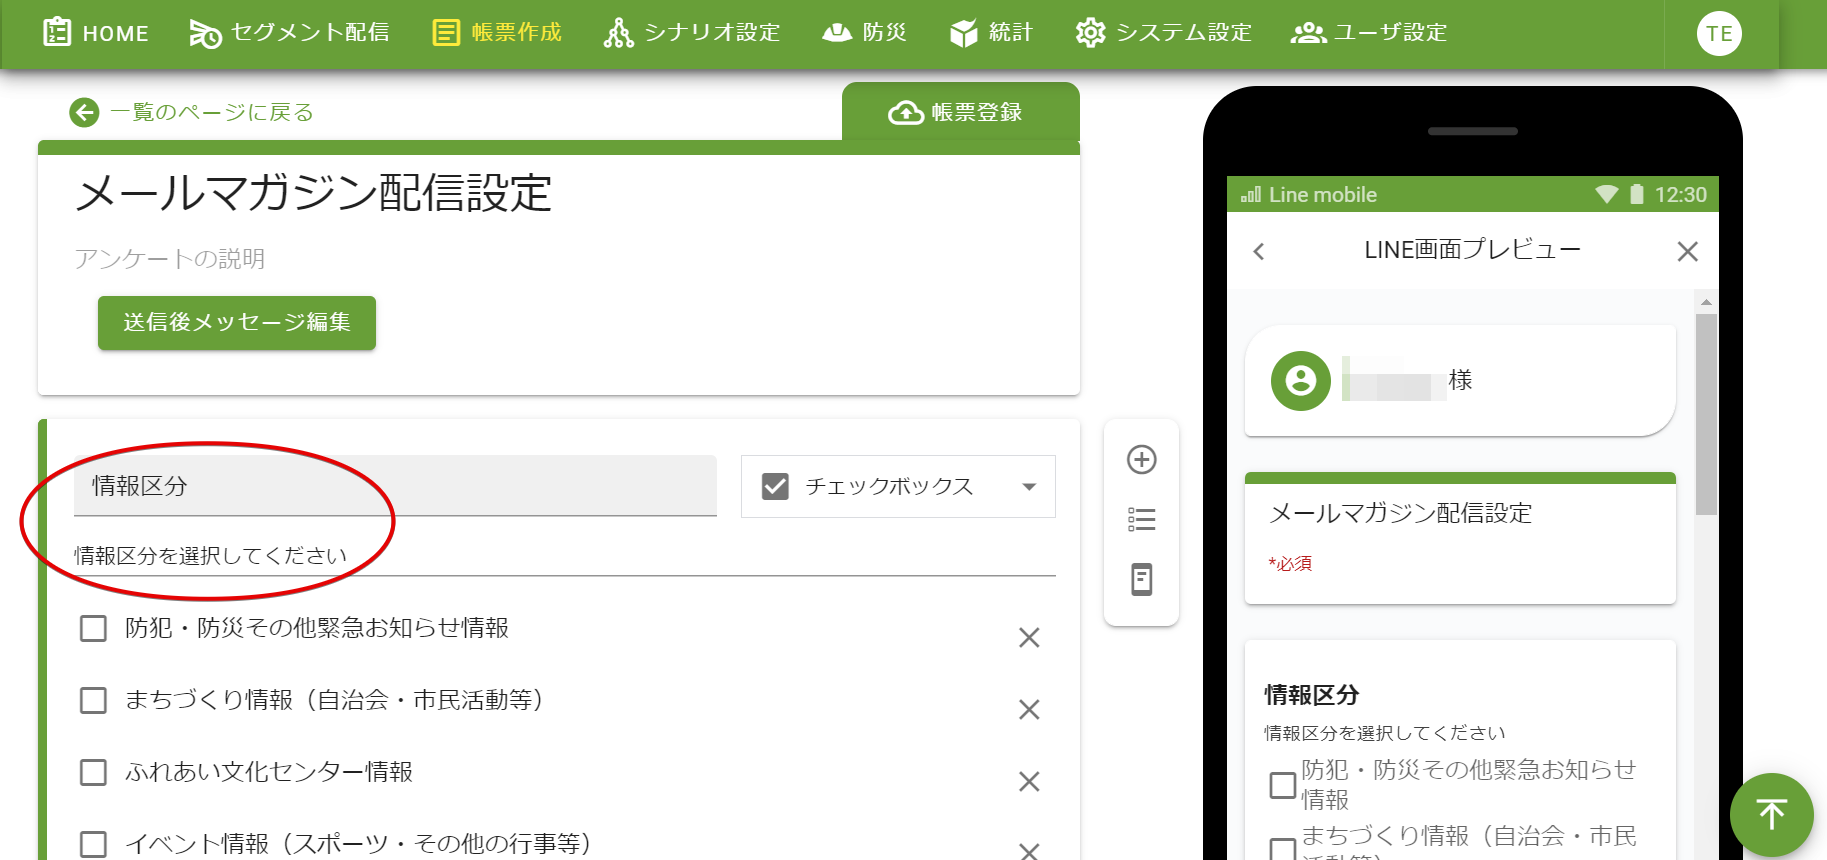 HOME セグメント配信 帳票作成 シナリオ設定 防災 統計 システム設定 ユーザ設定 TE
一覧のページに戻る
帳票登録
メールマガジン配信設定
アンケートの説明
送信後メッセージ編集
情報区分
チェックボックス
情報区分を選択してください
防犯・防災その他緊急お知らせ情報
まちづくり情報（自治会・市民活動等）
ふれあい文化センター情報
イベント情報（スポーツ・その他の行事等）
Line mobile 12:30
LINE画面プレビュー
様
メールマガジン配信設定
*必須
情報区分
情報区分を選択してください
防犯・防災その他緊急お知らせ
情報
まちづくり情報（自治会・市民
活動等）